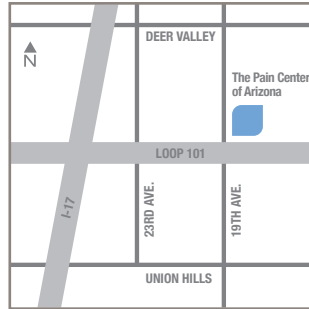 DEER VALLEY
N
The Pain Center
of Arizona
LOOP 101
I-17
23RD AVE.
19TH AVE.
UNION HILLS